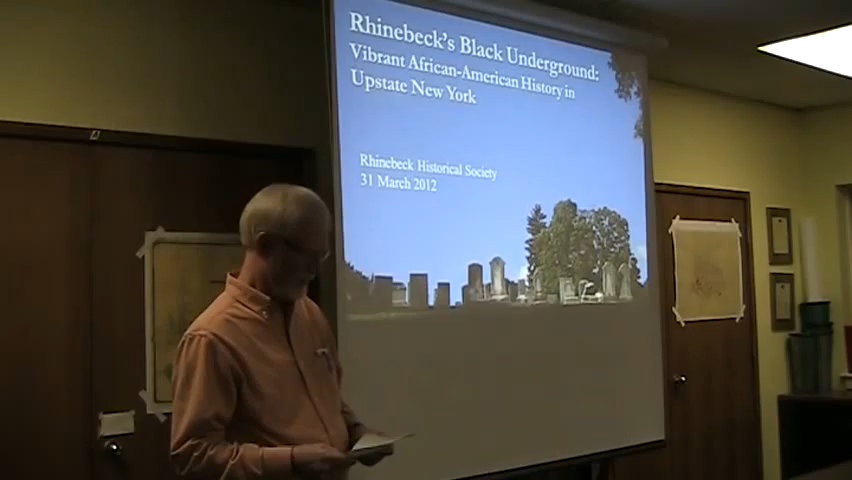 Rhinebeck's Black Underground:
Vibrant African-American History in
Upstate New York
Rhinebeck Historical Society
31 March 2012